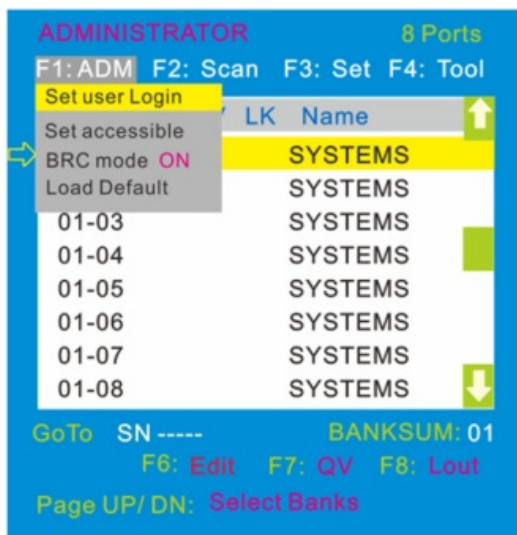 ADMINISTRATOR 8 Ports
F1: ADM F2: Scan F3: Set F4: Tool
Set user Login
LK Name
Set accessible
BRC mode ON SYSTEMS
Load Default SYSTEMS
01-03 SYSTEMS
01-04 SYSTEMS
01-05 SYSTEMS
01-06 SYSTEMS
01-07 SYSTEMS
01-08 SYSTEMS
GoTo SN ----- BANKSUM: 01
F6: Edit F7: QV F8: Lout
Page UP/ DN: Select Banks